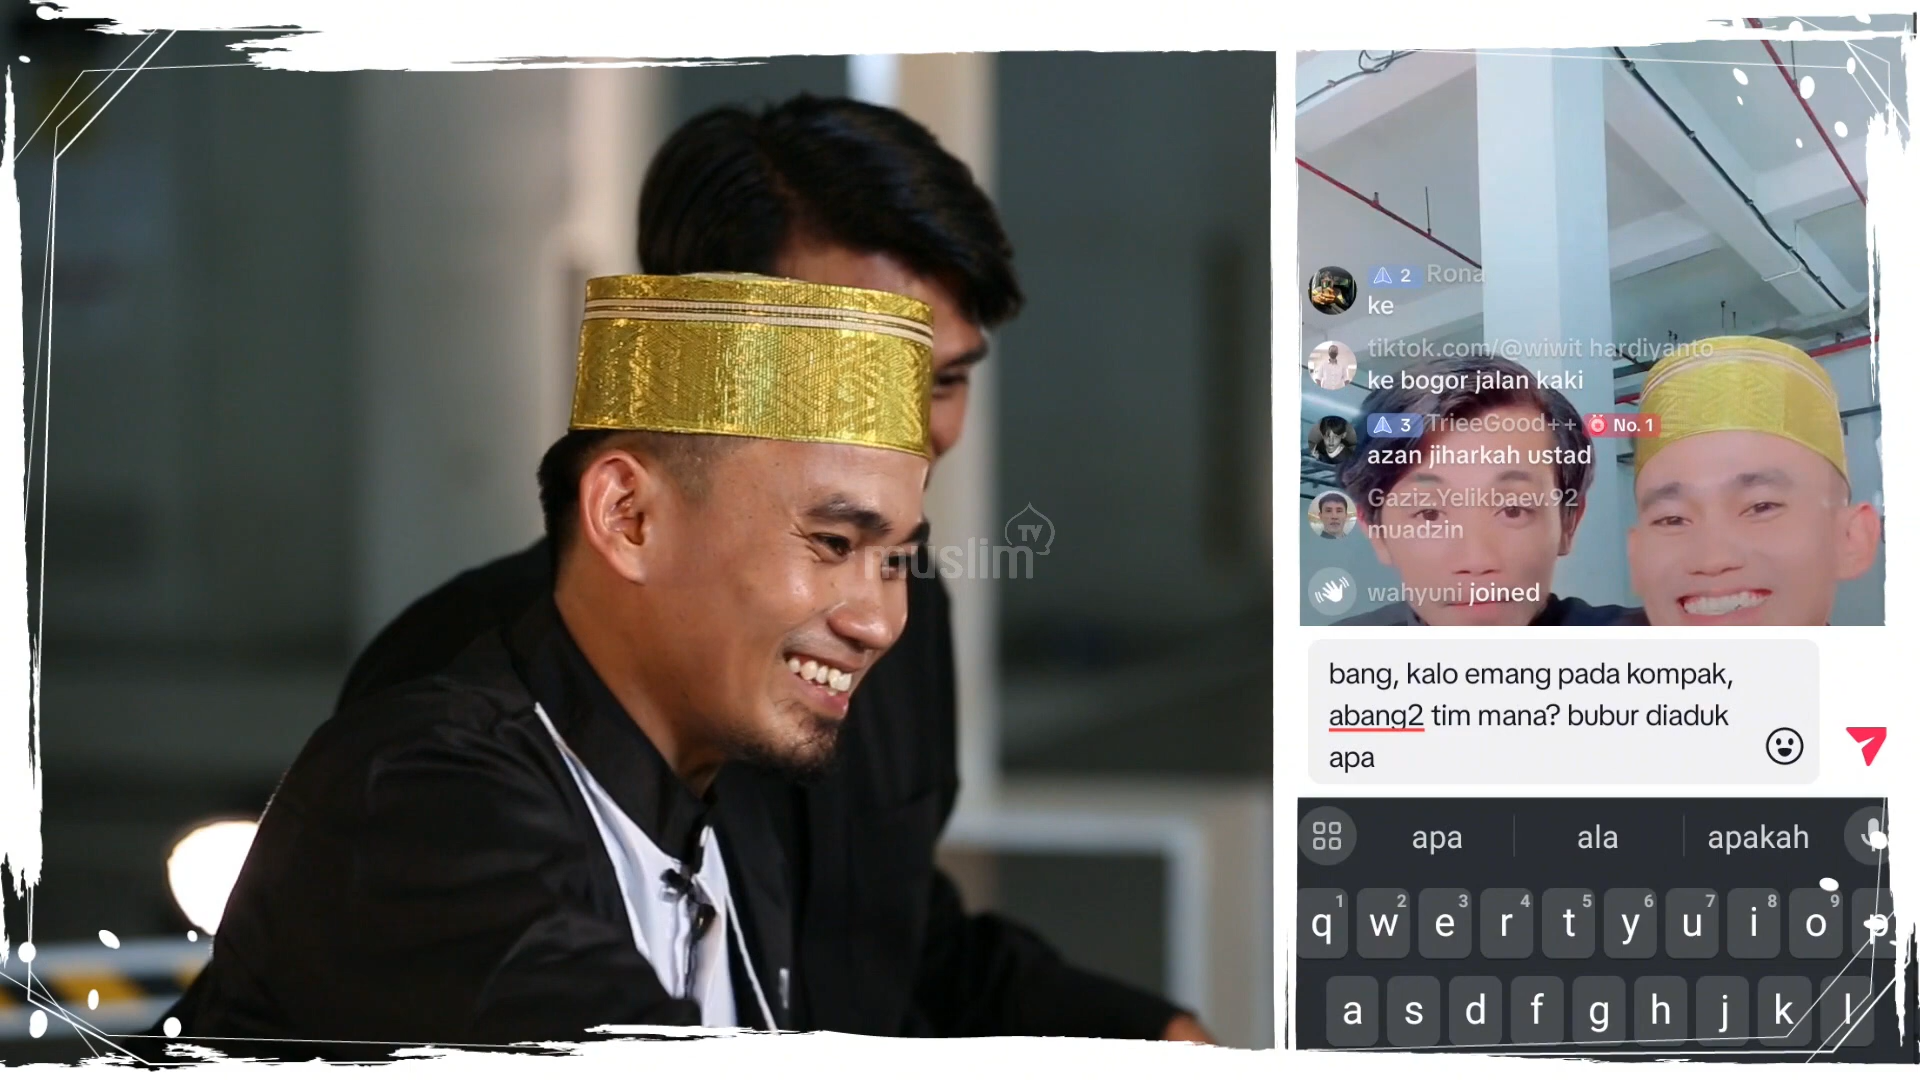 muslim
TV
2 Rona
ke
tiktok.com/@wiwit hardiyanto
ke bogor jalan kaki
3 TrieeGood++ No. 1
azan jiharkah ustad
Gaziz.Yelikbaev.92
muadzin
wahyuni joined
bang, kalo emang pada kompak,
abang2 tim mana? bubur diaduk
apa
apa ala apakah
1 2 3 4 5 6 7 8 9
q w e r t y u i o p
a s d f g h j k l